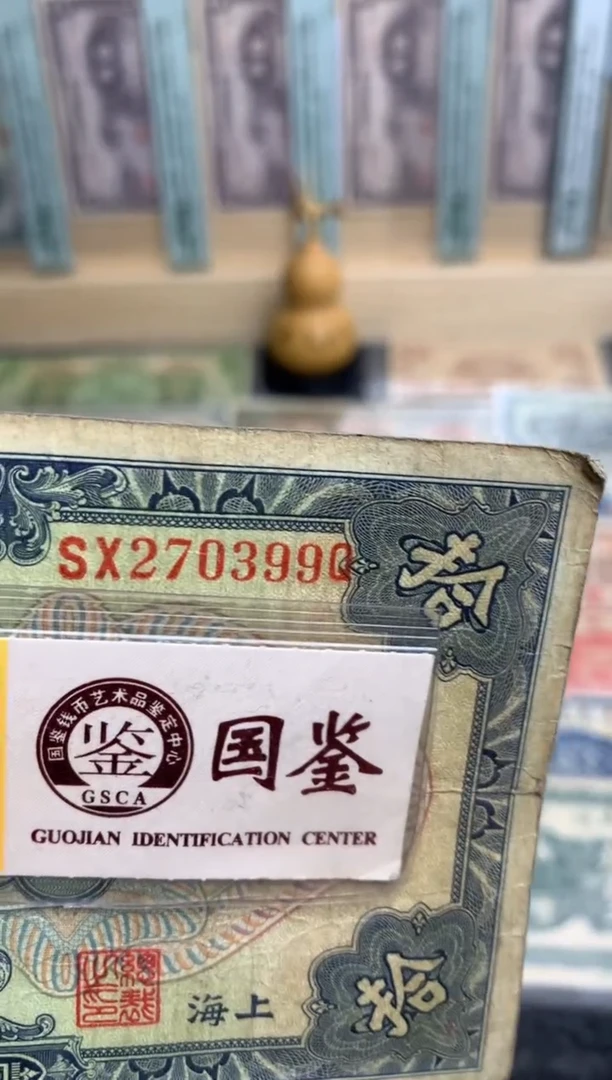 SX270399Q
拾
国鉴钱币艺术品鉴定中心
鉴
GSCA
国鉴
GUOJIAN IDENTIFICATION CENTER
海上
拾